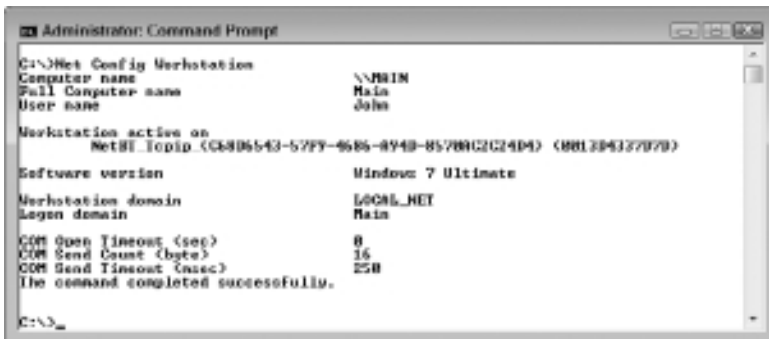 Administrator: Command Prompt
C:\>Net Config Workstation
Computer name \\MAIN
Full Computer name Main
User name John
Workstation active on
NetBT_Tcpip (0013D4337D7D)
Software version Windows 7 Ultimate
Workstation domain LOCAL_NET
Logon domain Main
COM Open Timeout (sec) 0
COM Send Count (byte) 16
COM Send Timeout (msec) 250
The command completed successfully.
C:\>_